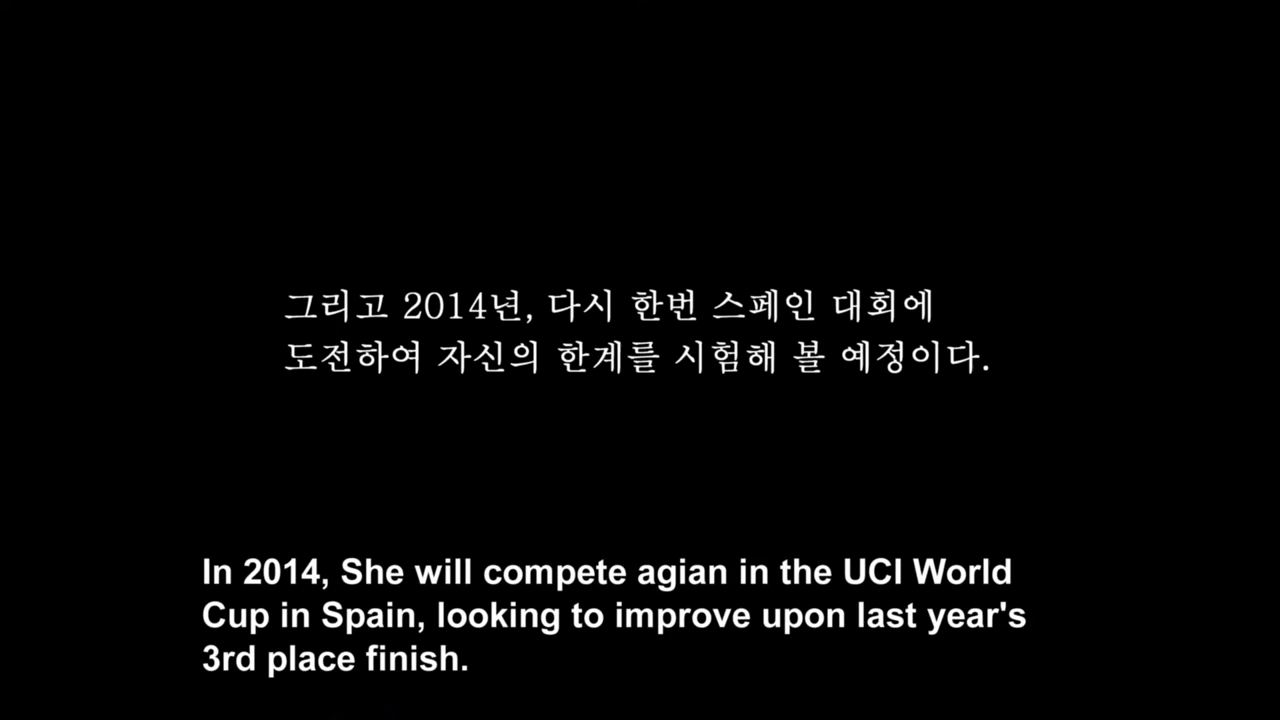 그리고 2014년, 다시 한번 스페인 대회에
도전하여 자신의 한계를 시험해 볼 예정이다.
In 2014, She will compete agian in the UCI World
Cup in Spain, looking to improve upon last year's
3rd place finish.